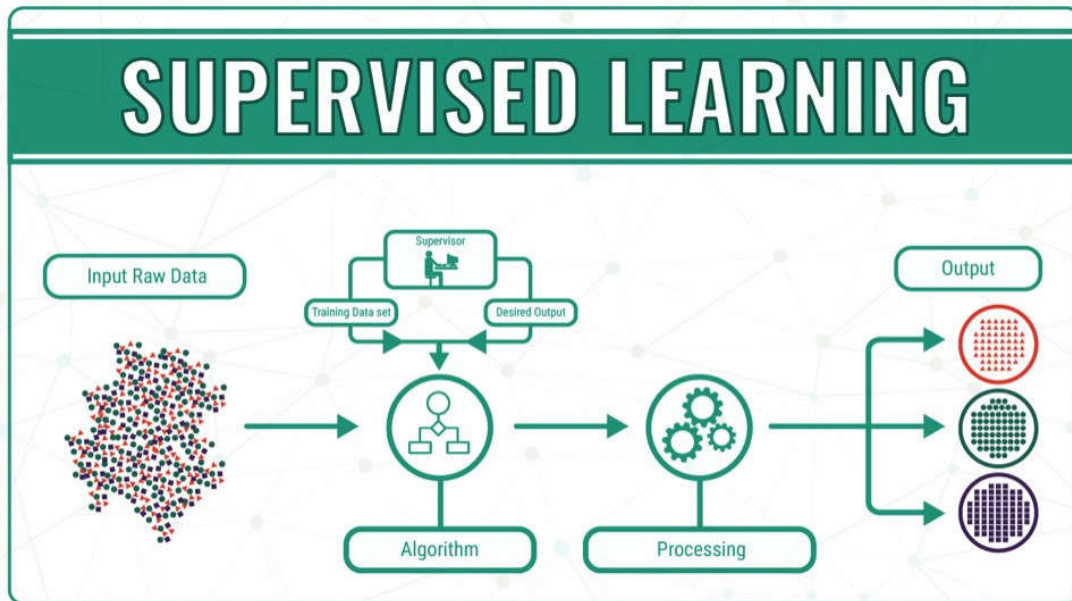 SUPERVISED LEARNING
Supervisor
Input Raw Data
Output
Training Data set
Desired Output
Algorithm
Processing